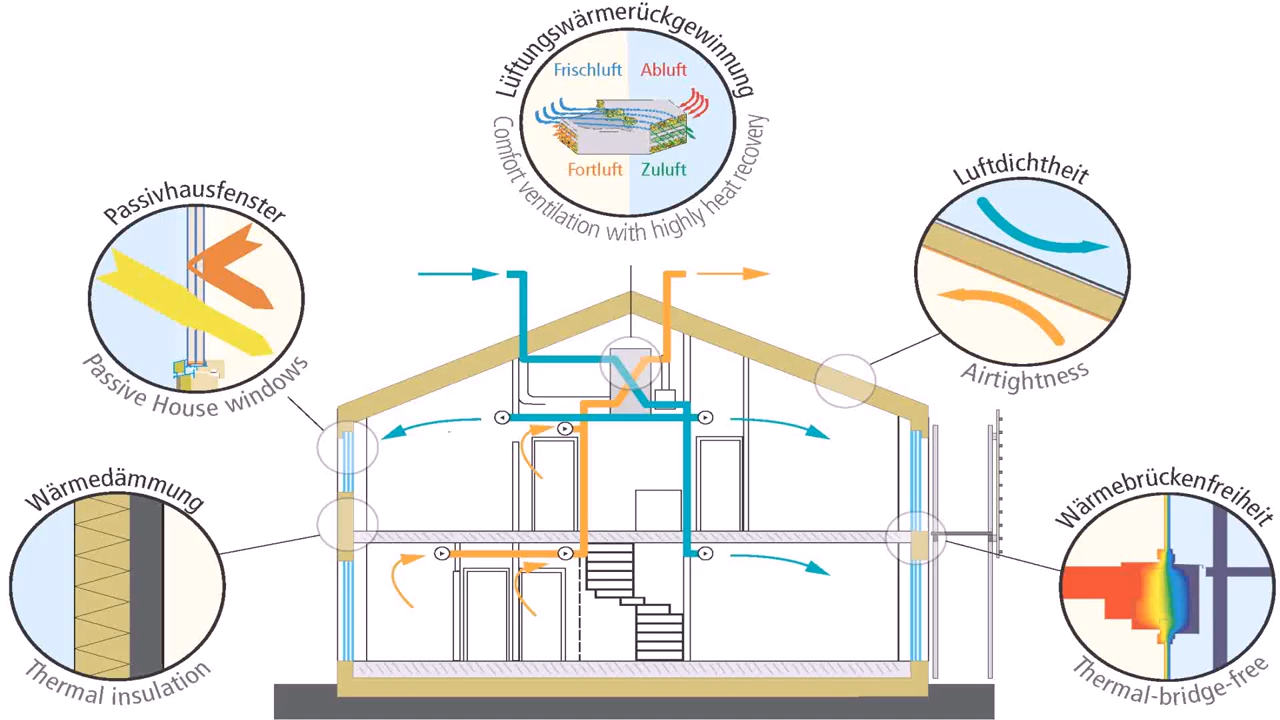 Lüftungswärmerückgewinnung
Frischluft Abluft
Fortluft Zuluft
Comfort ventilation with highly heat recovery
Passivhausfenster
Passive House windows
Luftdichtheit
Airtightness
Wärmedämmung
Thermal insulation
Wärmebrückenfreiheit
Thermal-bridge-free